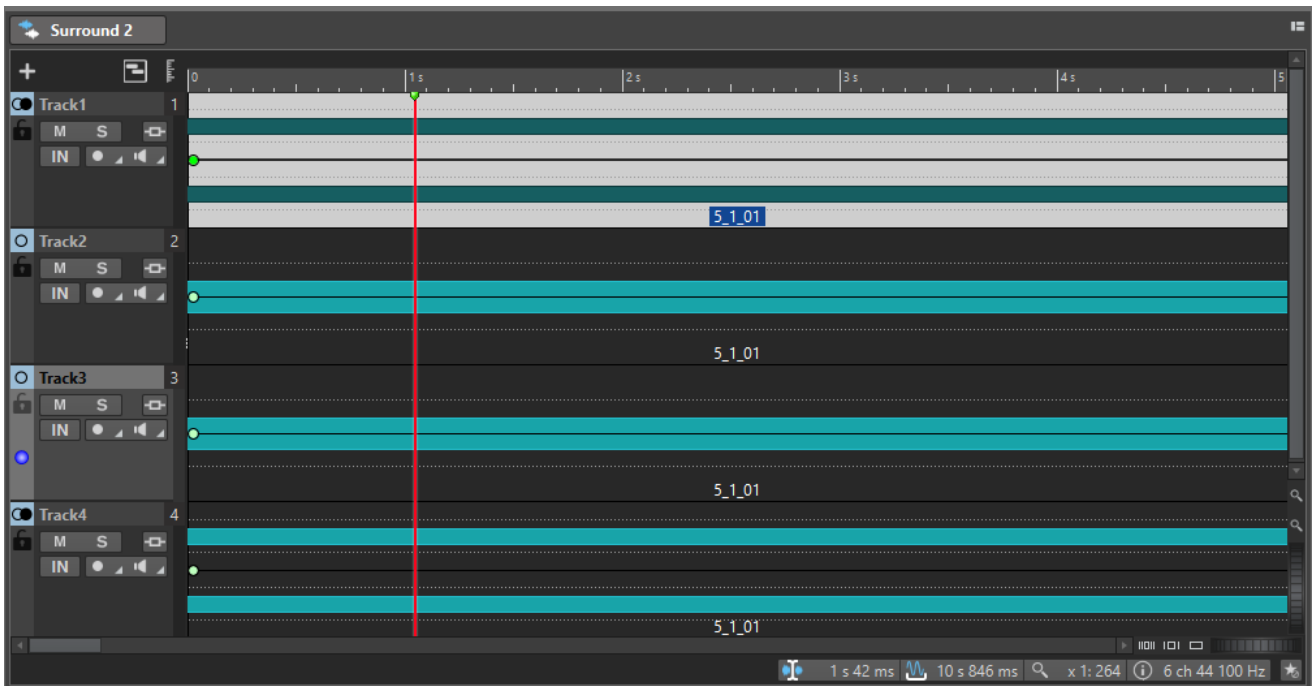 Surround 2
0 1 s 2 s 3 s 4 s 5
Track1 1
M S
IN
5_1_01
Track2 2
M S
IN
5_1_01
Track3 3
M S
IN
5_1_01
Track4 4
M S
IN
5_1_01
1 s 42 ms 10 s 846 ms x 1: 264 6 ch 44 100 Hz